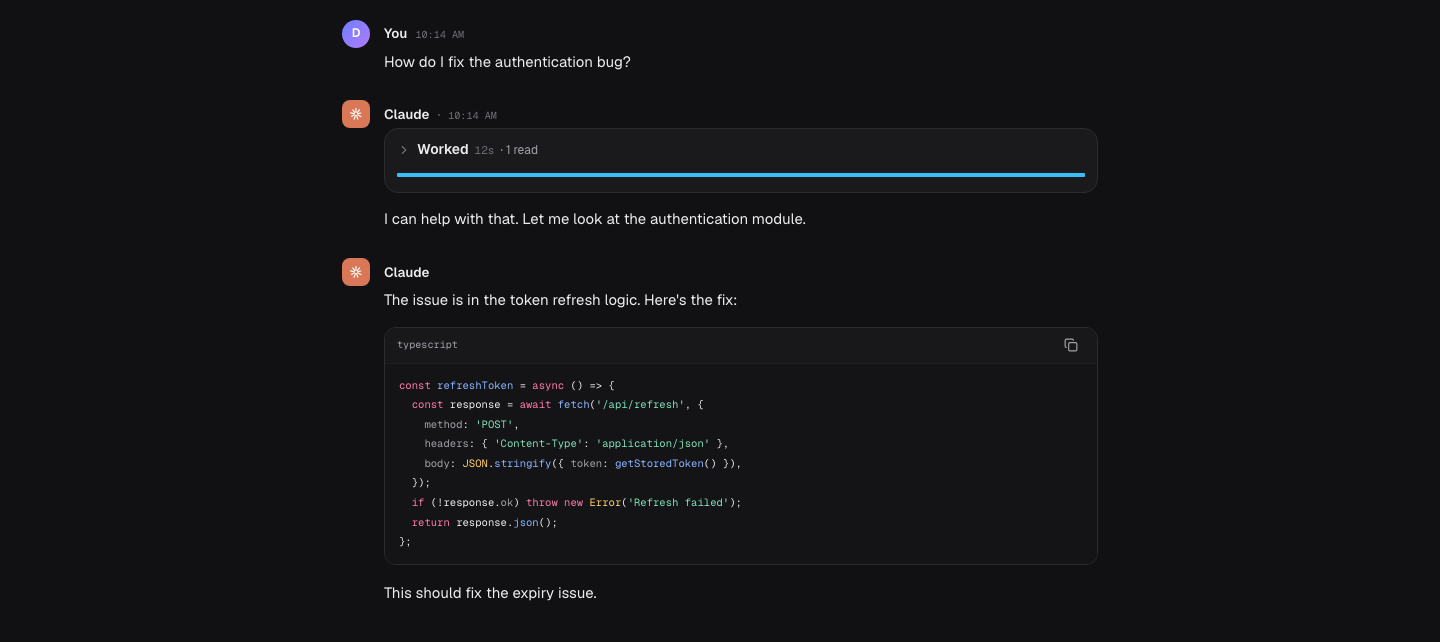 D
You 10:14 AM
How do I fix the authentication bug?
Claude · 10:14 AM
Worked 12s · 1 read
I can help with that. Let me look at the authentication module.
Claude
The issue is in the token refresh logic. Here's the fix:
typescript
const refreshToken = async () => {
  const response = await fetch('/api/refresh', {
    method: 'POST',
    headers: { 'Content-Type': 'application/json' },
    body: JSON.stringify({ token: getStoredToken() }),
  });
  if (!response.ok) throw new Error('Refresh failed');
  return response.json();
};
This should fix the expiry issue.